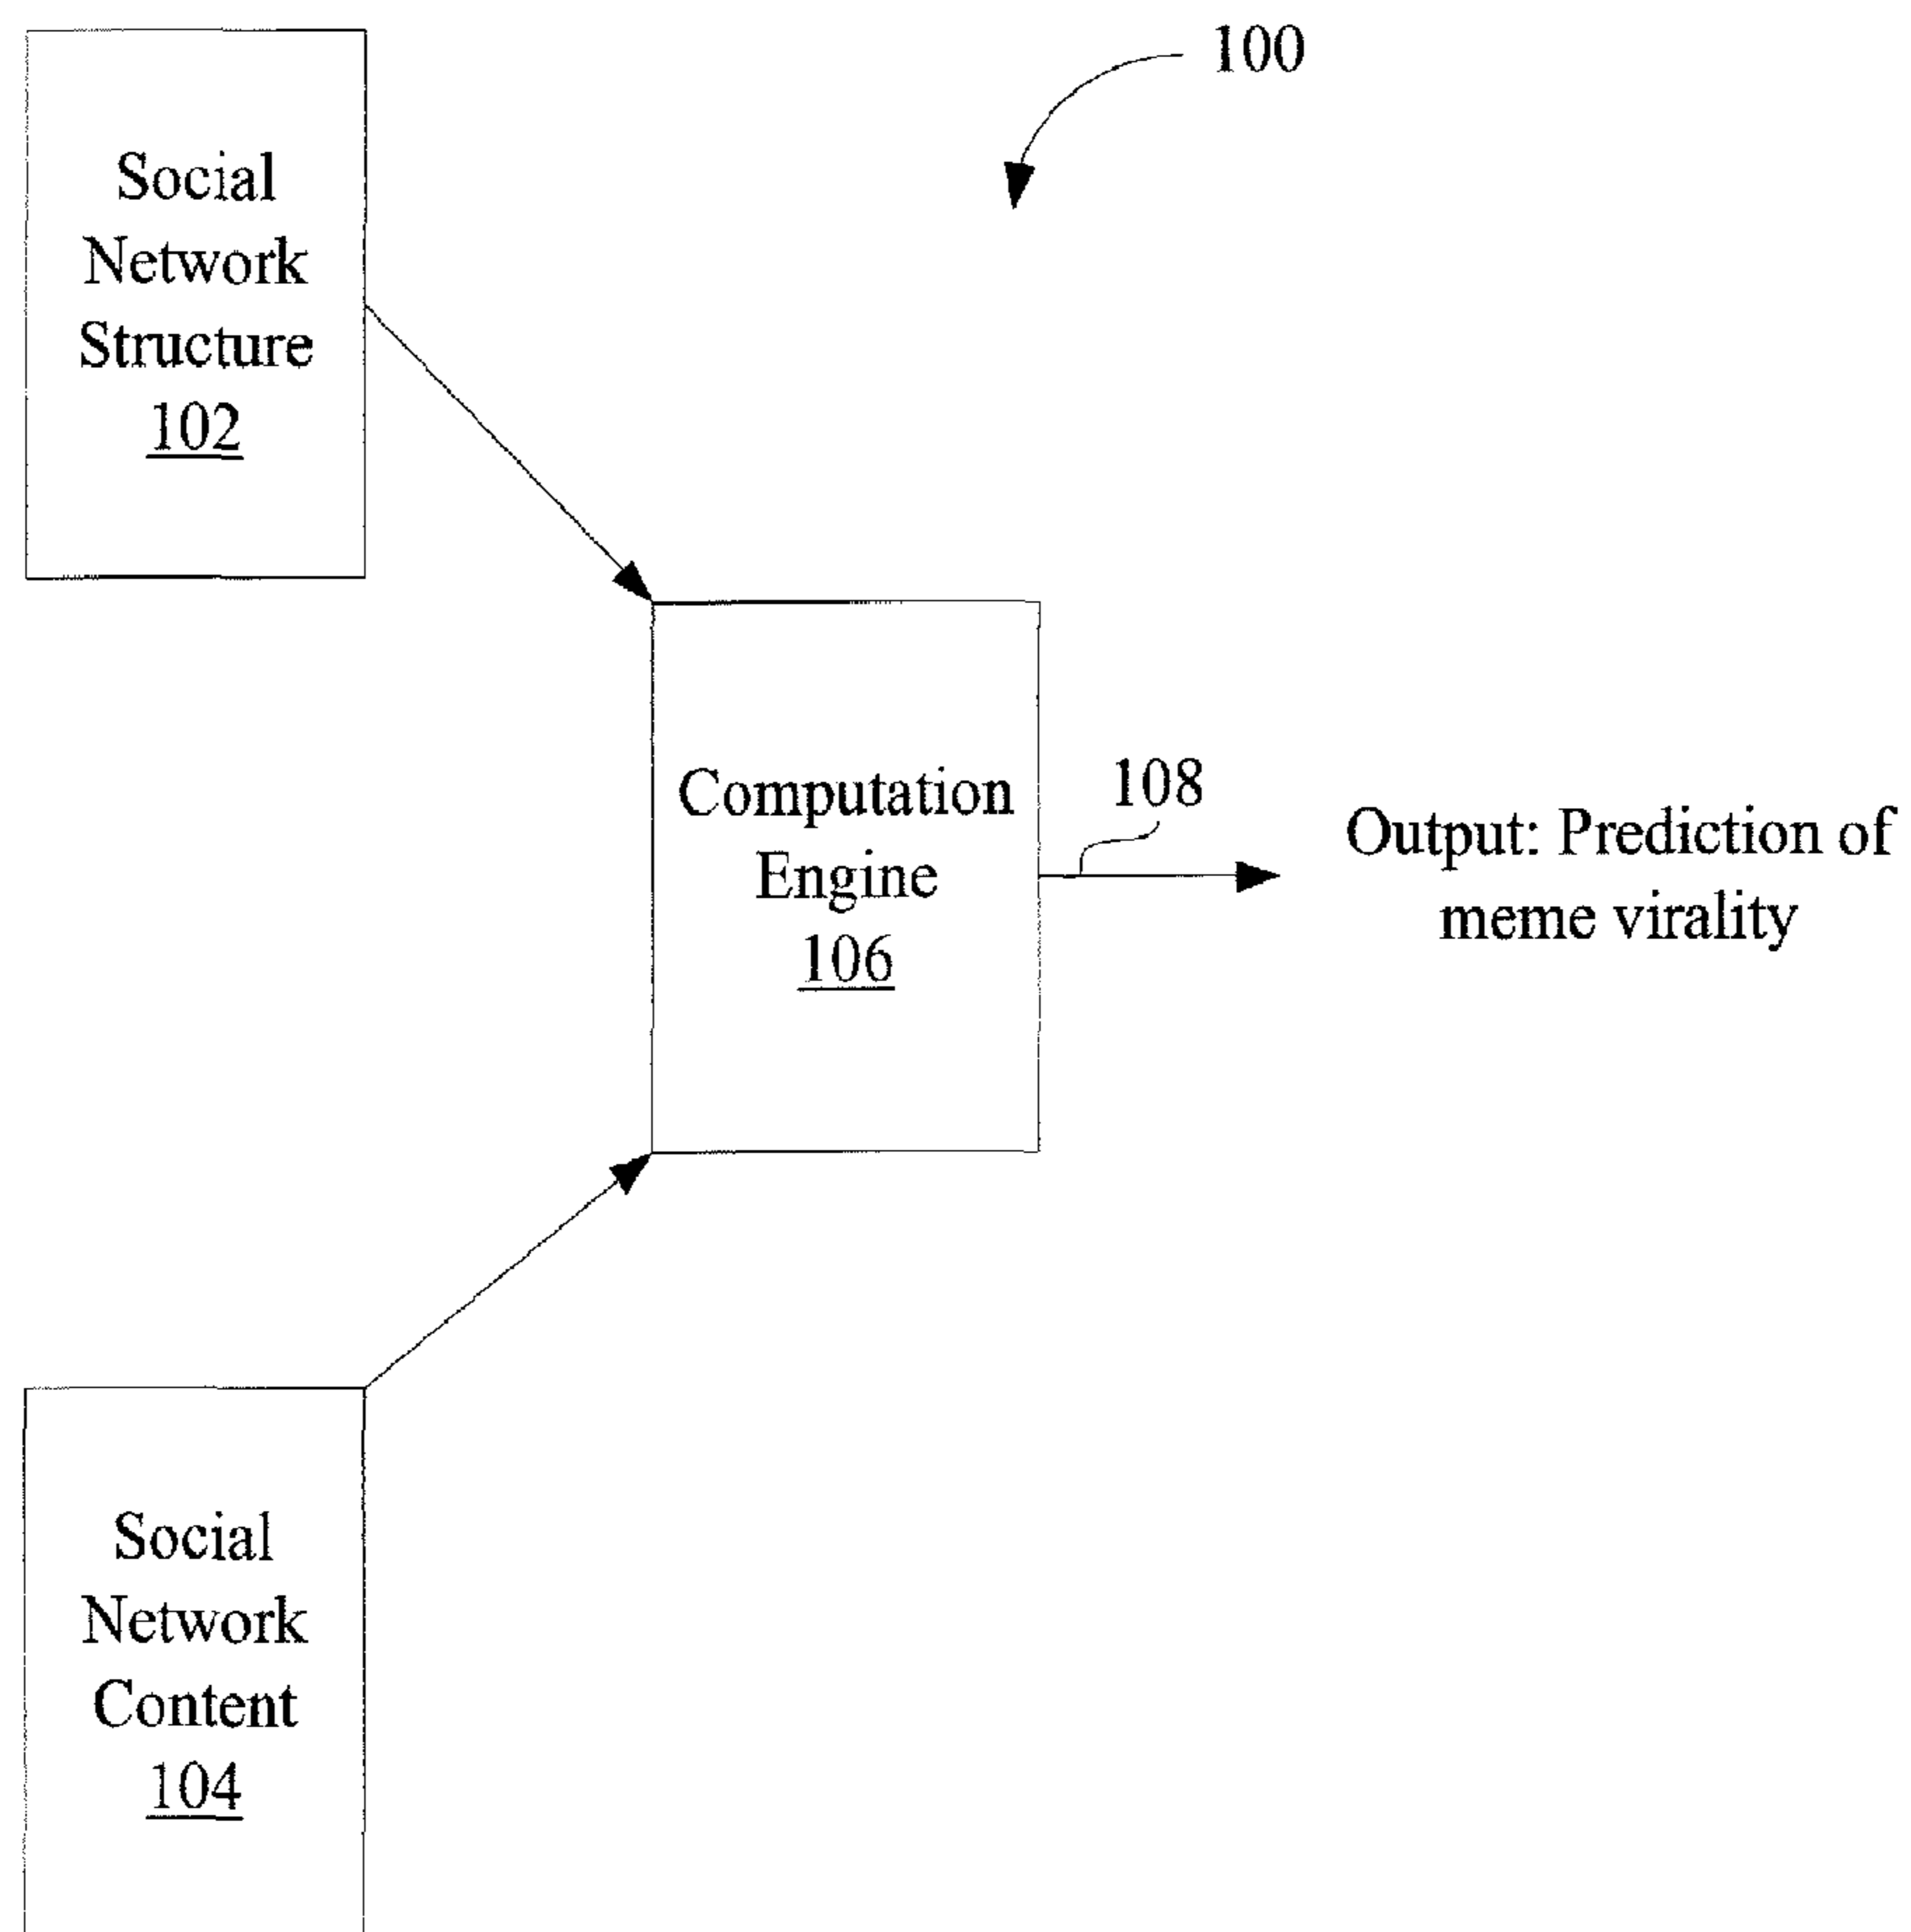 100
Social
Network
Structure
102
Computation
Engine
106
108
Output: Prediction of
meme virality
Social
Network
Content
104